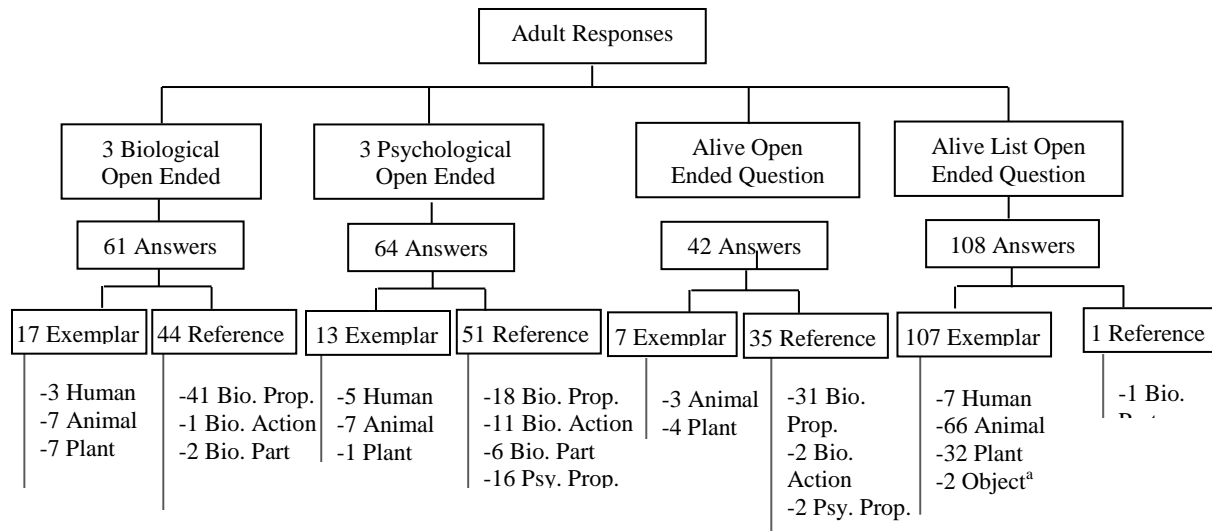 Adult Responses
3 Biological
Open Ended
3 Psychological
Open Ended
Alive Open
Ended Question
Alive List Open
Ended Question
61 Answers
64 Answers
42 Answers
108 Answers
17 Exemplar
44 Reference
13 Exemplar
51 Reference
7 Exemplar
35 Reference
107 Exemplar
1 Reference
-3 Human
-7 Animal
-7 Plant
-41 Bio. Prop.
-1 Bio. Action
-2 Bio. Part
-5 Human
-7 Animal
-1 Plant
-18 Bio. Prop.
-11 Bio. Action
-6 Bio. Part
-16 Psy. Prop.
-3 Animal
-4 Plant
-31 Bio.
Prop.
-2 Bio.
Action
-2 Psy. Prop.
-7 Human
-66 Animal
-32 Plant
-2 Objectᵃ
-1 Bio.